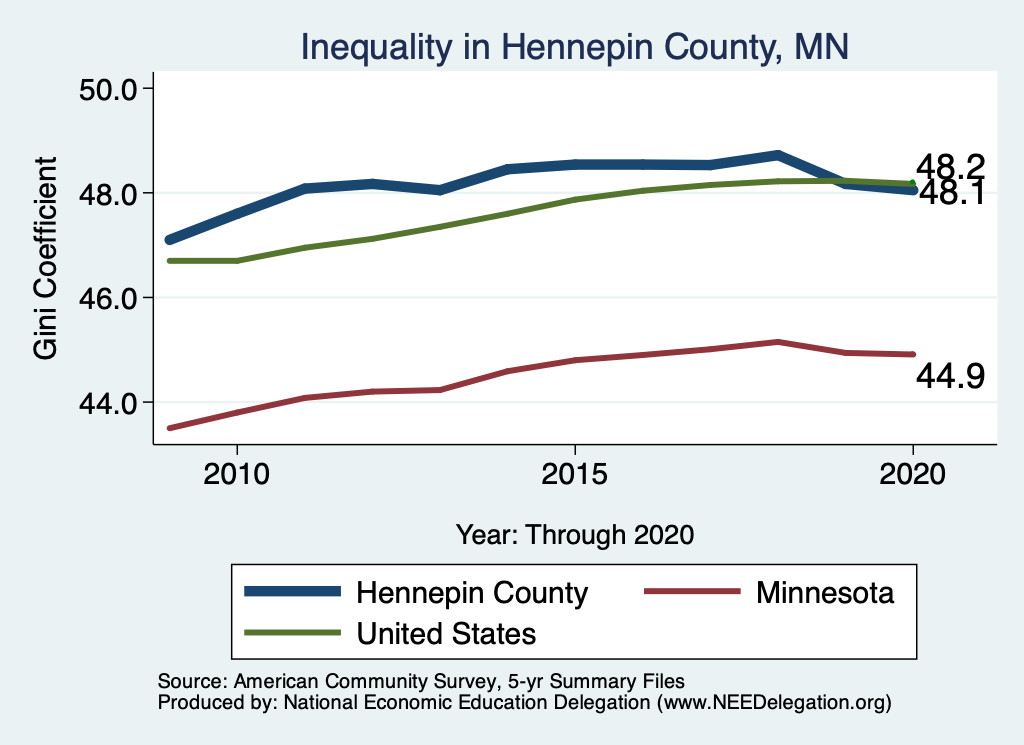 Inequality in Hennepin County, MN
Gini Coefficient
50.0
48.0
46.0
44.0
48.2
48.1
44.9
2010 2015 2020
Year: Through 2020
Hennepin County Minnesota
United States
Source: American Community Survey, 5-yr Summary Files
Produced by: National Economic Education Delegation (www.NEEDelegation.org)